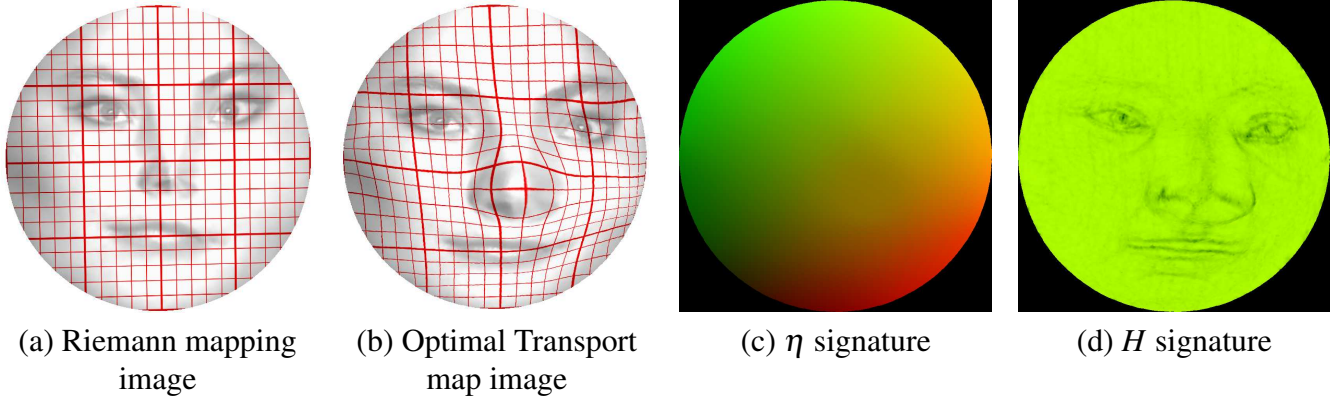 (a) Riemann mapping
image
(b) Optimal Transport
map image
(c) η signature
(d) H signature